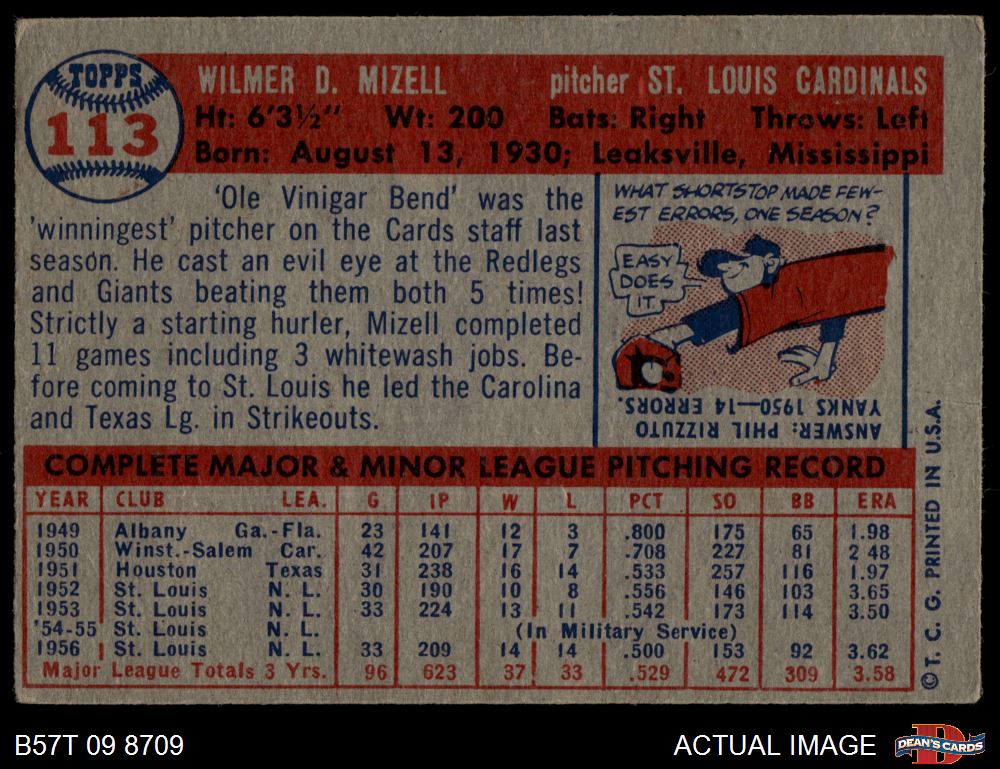 TOPPS
113
WILMER D. MIZELL pitcher ST. LOUIS CARDINALS
Ht: 6'3½" Wt: 200 Bats: Right Throws: Left
Born: August 13, 1930; Leaksville, Mississippi
'Ole Vinigar Bend' was the
'winningest' pitcher on the Cards staff last
season. He cast an evil eye at the Redlegs
and Giants beating them both 5 times!
Strictly a starting hurler, Mizell completed
11 games including 3 whitewash jobs. Be-
fore coming to St. Louis he led the Carolina
and Texas Lg. in Strikeouts.
WHAT SHORTSTOP MADE FEW-
EST ERRORS, ONE SEASON?
EASY
DOES
IT
ANSWER: PHIL RIZZUTO
YANKS 1950—14 ERRORS.
COMPLETE MAJOR & MINOR LEAGUE PITCHING RECORD
YEAR CLUB LEA. G IP W L PCT SO BB ERA
1949 Albany Ga.-Fla. 23 141 12 3 .800 175 65 1.98
1950 Winst.-Salem Car. 42 207 17 7 .708 227 81 2 48
1951 Houston Texas 31 238 16 14 .533 257 116 1.97
1952 St. Louis N. L. 30 190 10 8 .556 146 103 3.65
1953 St. Louis N. L. 33 224 13 11 .542 173 114 3.50
'54-55 St. Louis N. L. (In Military Service)
1956 St. Louis N. L. 33 209 14 14 .500 153 92 3.62
Major League Totals 3 Yrs. 96 623 37 33 .529 472 309 3.58
© T. C. G. PRINTED IN U.S.A.
B57T 09 8709 ACTUAL IMAGE DEAN'S CARDS